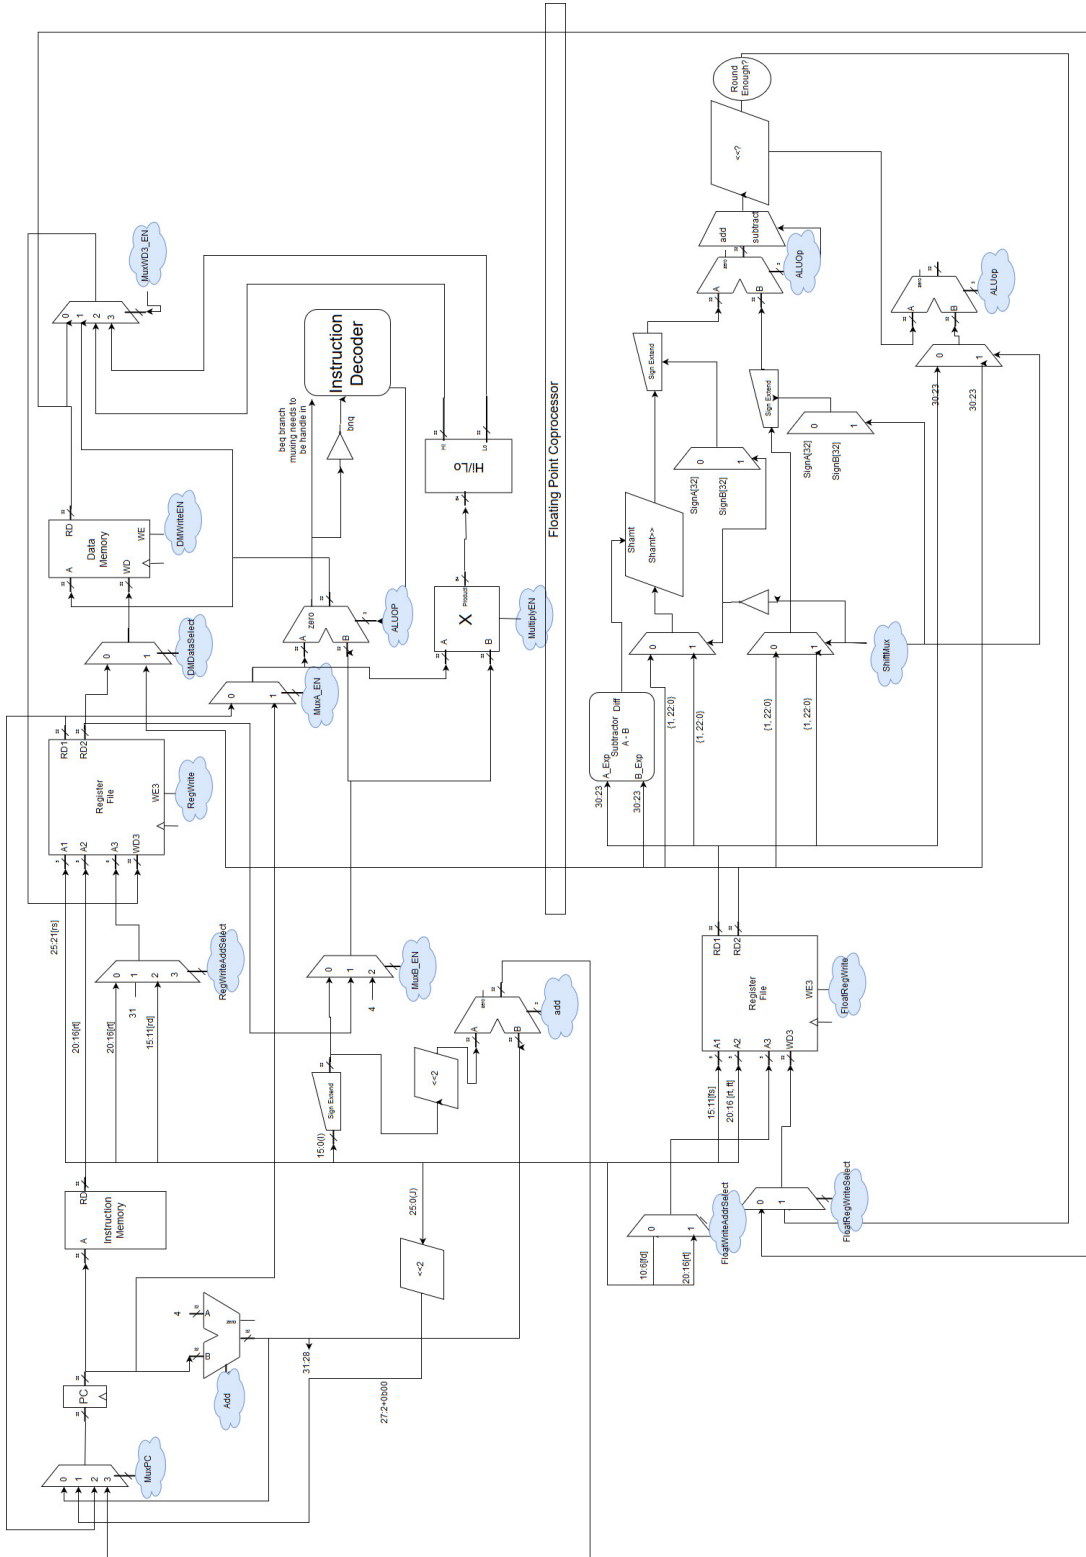 MuxPC
0
1
2
3
PC
Add
4
A
B
zero
31:28
27:2+0b00
A
Instruction
Memory
RD
25:0(J)
<<2
25:21[rs]
20:16[rt]
20:16[rt]
31
15:11[rd]
0
1
2
3
RegWriteAddSelect
A1
A2
A3
WD3
Register
File
WE3
RD1
RD2
RegWrite
15:0(I)
Sign Extend
<<2
0
1
2
4
MuxB_EN
A
B
zero
add
0
1
DMDataSelect
0
1
MuxA_EN
A
WD
Data
Memory
RD
WE
DMWriteEN
A
B
zero
ALUOP
A
B
X
Product
64
MultiplyEN
64
Hi/Lo
Hi
Lo
bnq
beq branch
muxing needs to
be handle in
Instruction
Decoder
0
1
2
3
MuxWD3_EN
Floating Point Coprocessor
10:6[fd]
20:16[rt]
0
1
FloatWriteAddrSelect
0
1
FloatRegWriteSelect
15:11[fs]
20:16 [rt, ft]
A1
A2
A3
WD3
Register
File
WE3
RD1
RD2
FloatRegWrite
30:23
30:23
A_Exp
B_Exp
Subtractor
A - B
Diff
{1, 22:0}
{1, 22:0}
{1, 22:0}
{1, 22:0}
0
1
0
1
ShiftMux
Shamt
Shamt>>
SignA[32]
SignB[32]
0
1
SignA[32]
SignB[32]
0
1
Sign Extend
Sign Extend
30:23
30:23
0
1
A
B
zero
ALUOp
add
subtract
A
B
zero
ALUop
<<?
Round
Enough?